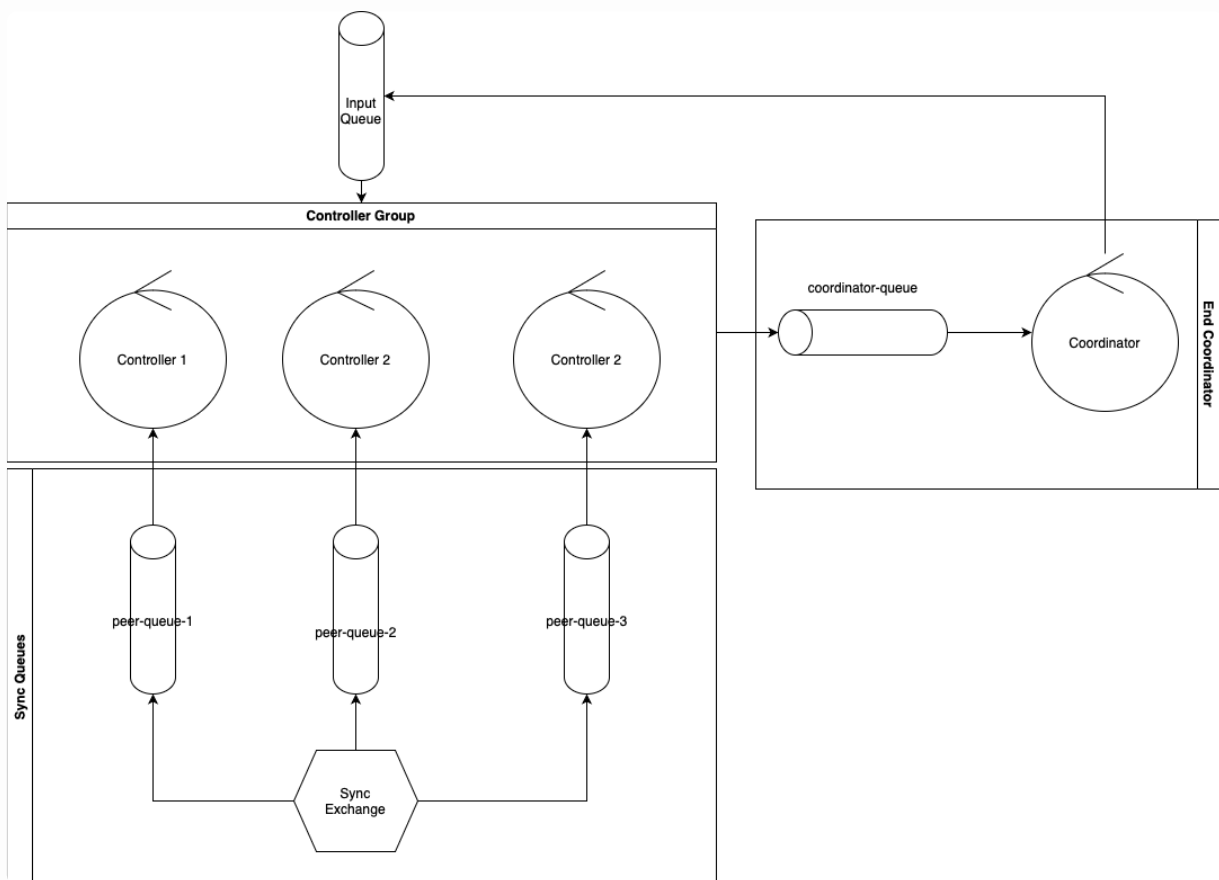 Input
Queue
Controller Group
Controller 1
Controller 2
Controller 2
coordinator-queue
Coordinator
End Coordinator
Sync Queues
peer-queue-1
peer-queue-2
peer-queue-3
Sync
Exchange